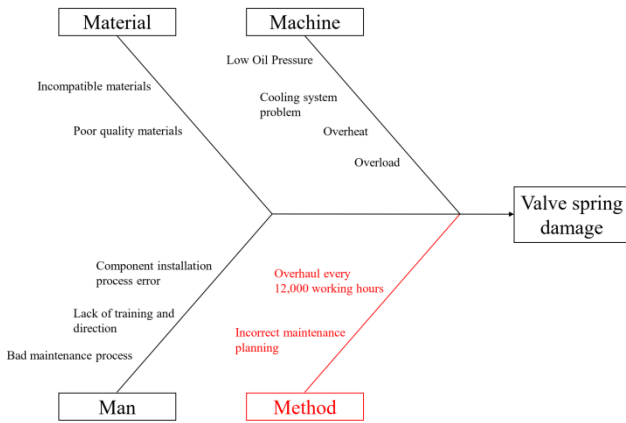 Material
Machine
Low Oil Pressure
Incompatible materials
Cooling system
problem
Poor quality materials
Overheat
Overload
Valve spring
damage
Component installation
process error
Overhaul every
12,000 working hours
Lack of training and
direction
Incorrect maintenance
planning
Bad maintenance process
Man
Method